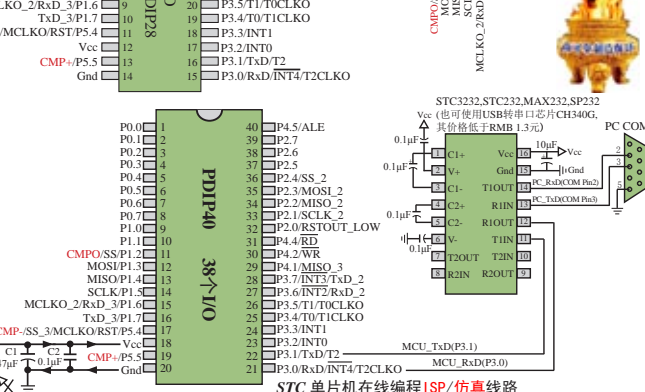 CLKO_2/RxD_3/P1.6 9 20 P3.5/T1/T0CLKO
TxD_3/P1.7 10 19 P3.4/T0/T1CLKO
/MCLKO/RST/P5.4 11 18 P3.3/INT1
Vcc 12 17 P3.2/INT0
CMP+/P5.5 13 16 P3.1/TxD/T2
Gnd 14 15 P3.0/RxD/INT4/T2CLKO
DIP28
CMPO/
MCLKO_2/RxD
STC3232,STC232,MAX232,SP232
(也可使用USB转串口芯片CH340G,
其价格低于RMB 1.3元)
PC COM
Vcc
0.1μF
0.1μF
0.1μF
0.1μF
10μF
Vcc
Gnd
1 C1+ Vcc 16
2 V+ Gnd 15
3 C1- T1OUT 14 PC_RxD(COM Pin2)
4 C2+ R1IN 13 PC_TxD(COM Pin3)
5 C2- R1OUT 12
6 V- T1IN 11
7 T2OUT T2IN 10
8 R2IN R2OUT 9
2
3
5
P0.0 1 40 P4.5/ALE
P0.1 2 39 P2.7
P0.2 3 38 P2.6
P0.3 4 37 P2.5
P0.4 5 36 P2.4/SS_2
P0.5 6 35 P2.3/MOSI_2
P0.6 7 34 P2.2/MISO_2
P0.7 8 33 P2.1/SCLK_2
P1.0 9 32 P2.0/RSTOUT_LOW
P1.1 10 31 P4.4/RD
CMPO/SS/P1.2 11 30 P4.2/WR
MOSI/P1.3 12 29 P4.1/MISO_3
MISO/P1.4 13 28 P3.7/INT3/TxD_2
SCLK/P1.5 14 27 P3.6/INT2/RxD_2
MCLKO_2/RxD_3/P1.6 15 26 P3.5/T1/T0CLKO
TxD_3/P1.7 16 25 P3.4/T0/T1CLKO
CMP-/SS_3/MCLKO/RST/P5.4 17 24 P3.3/INT1
Vcc 18 23 P3.2/INT0
CMP+/P5.5 19 22 P3.1/TxD/T2
Gnd 20 21 P3.0/RxD/INT4/T2CLKO
PDIP40 38个I/O
C1
47μF
C2
0.1μF
MCU_TxD(P3.1)
MCU_RxD(P3.0)
STC 单片机在线编程ISP/仿真线路